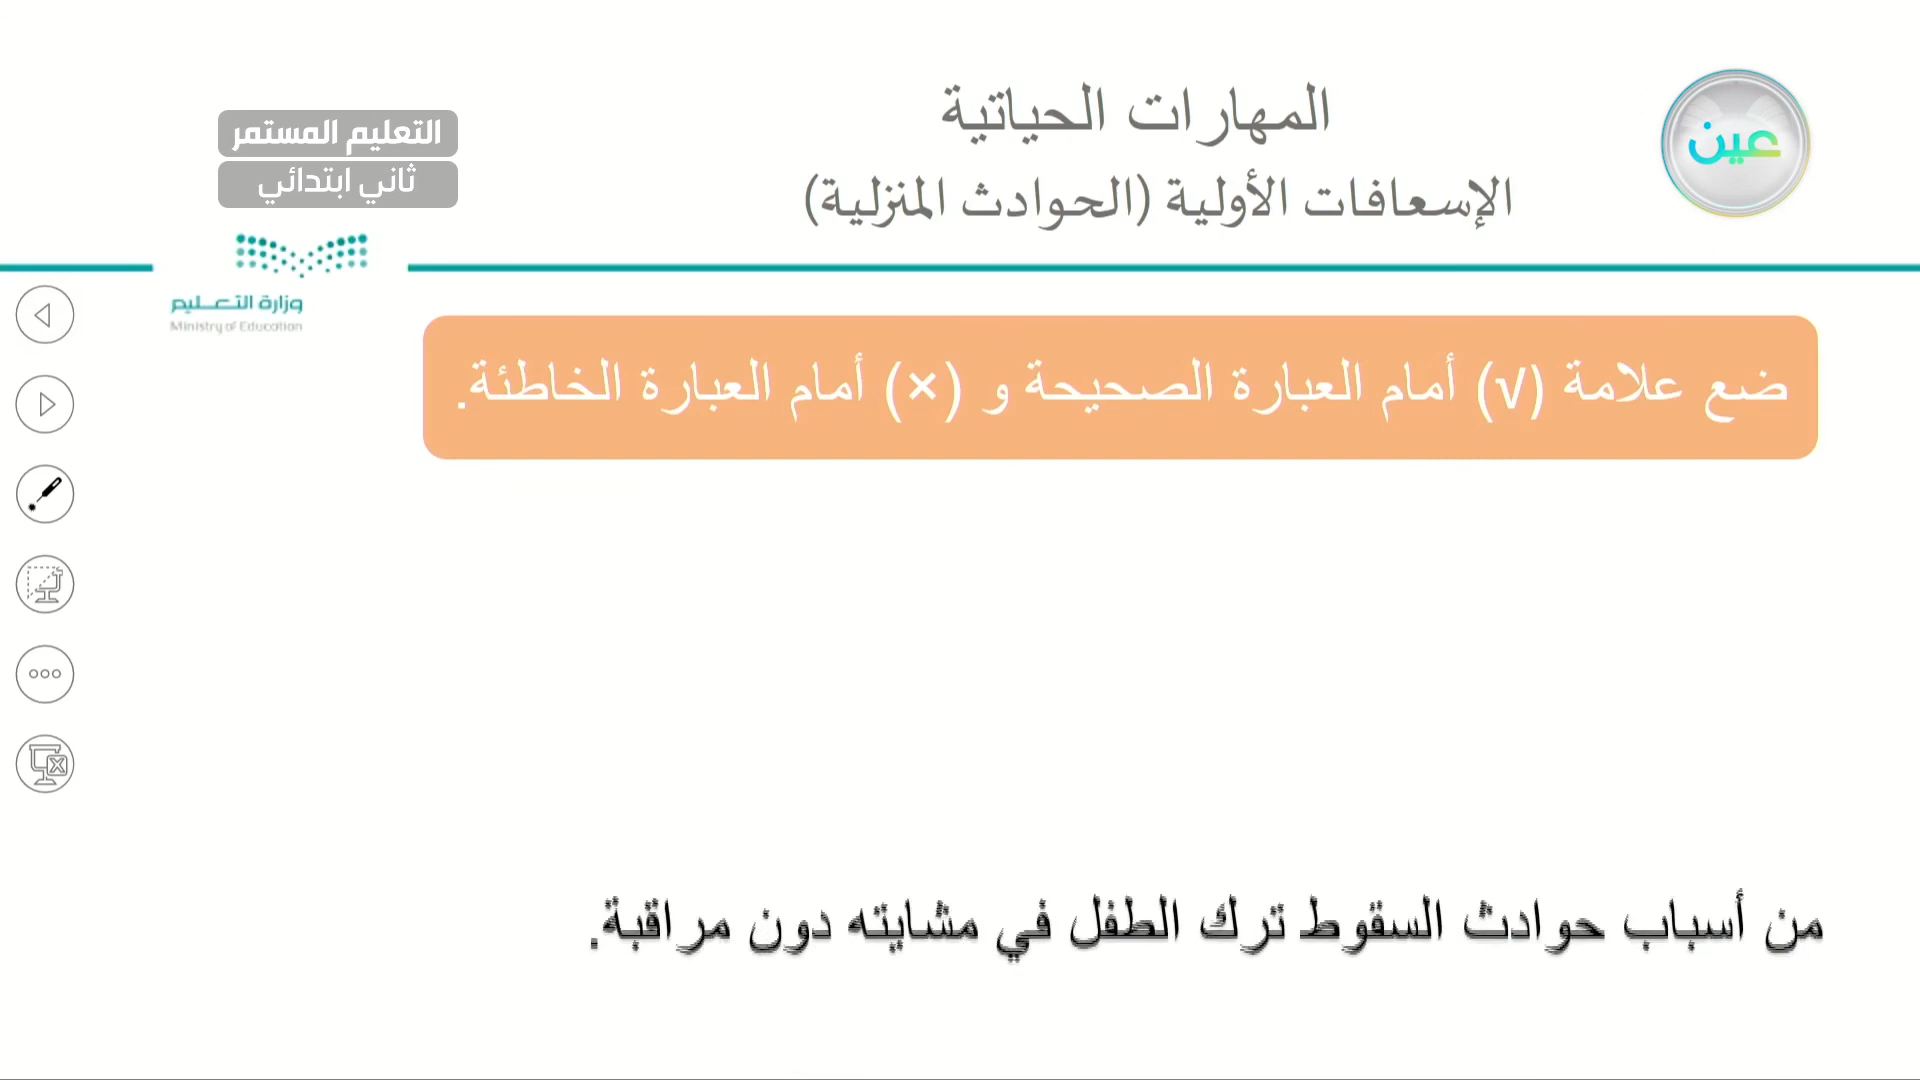 المهارات الحياتية
الإسعافات الأولية (الحوادث المنزلية)
عين
التعليم المستمر
ثاني ابتدائي
وزارة التعليم
Ministry of Education
ضع علامة (√) أمام العبارة الصحيحة و (×) أمام العبارة الخاطئة.
من أسباب حوادث السقوط ترك الطفل في مشايته دون مراقبة.